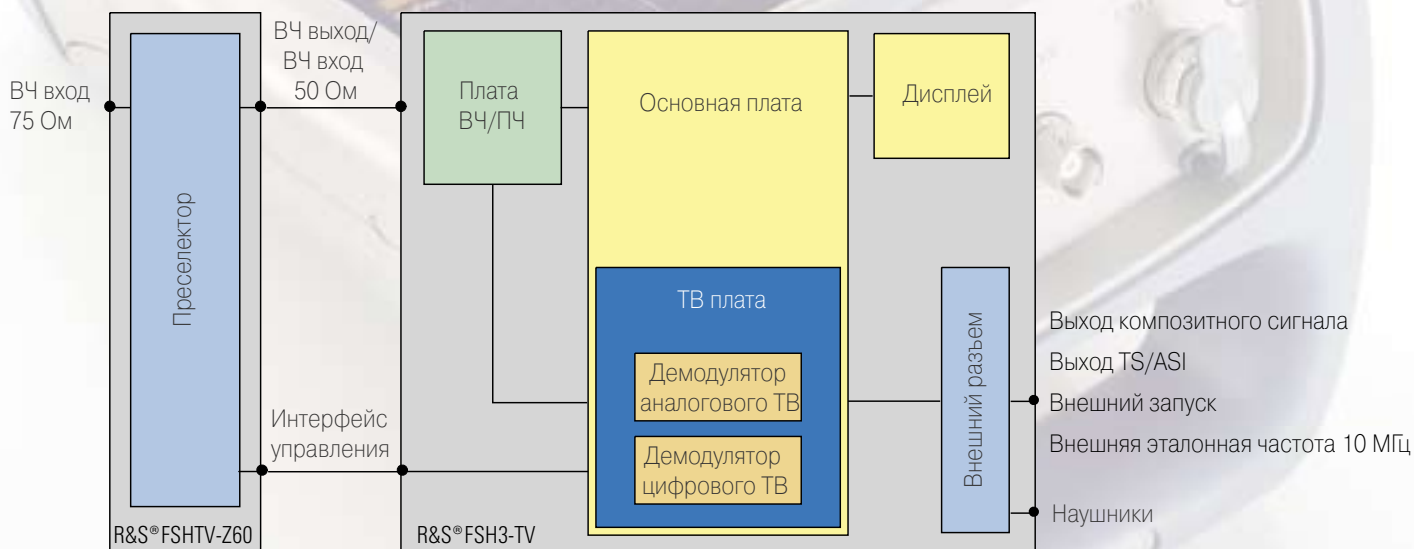 ВЧ вход
75 Ом
Преселектор
R&S®FSHTV-Z60
ВЧ выход/
ВЧ вход
50 Ом
Интерфейс
управления
Плата
ВЧ/ПЧ
Основная плата
Дисплей
ТВ плата
Демодулятор
аналогового ТВ
Демодулятор
цифрового ТВ
R&S®FSH3-TV
Внешний разъем
Выход композитного сигнала
Выход TS/ASI
Внешний запуск
Внешняя эталонная частота 10 МГц
Наушники